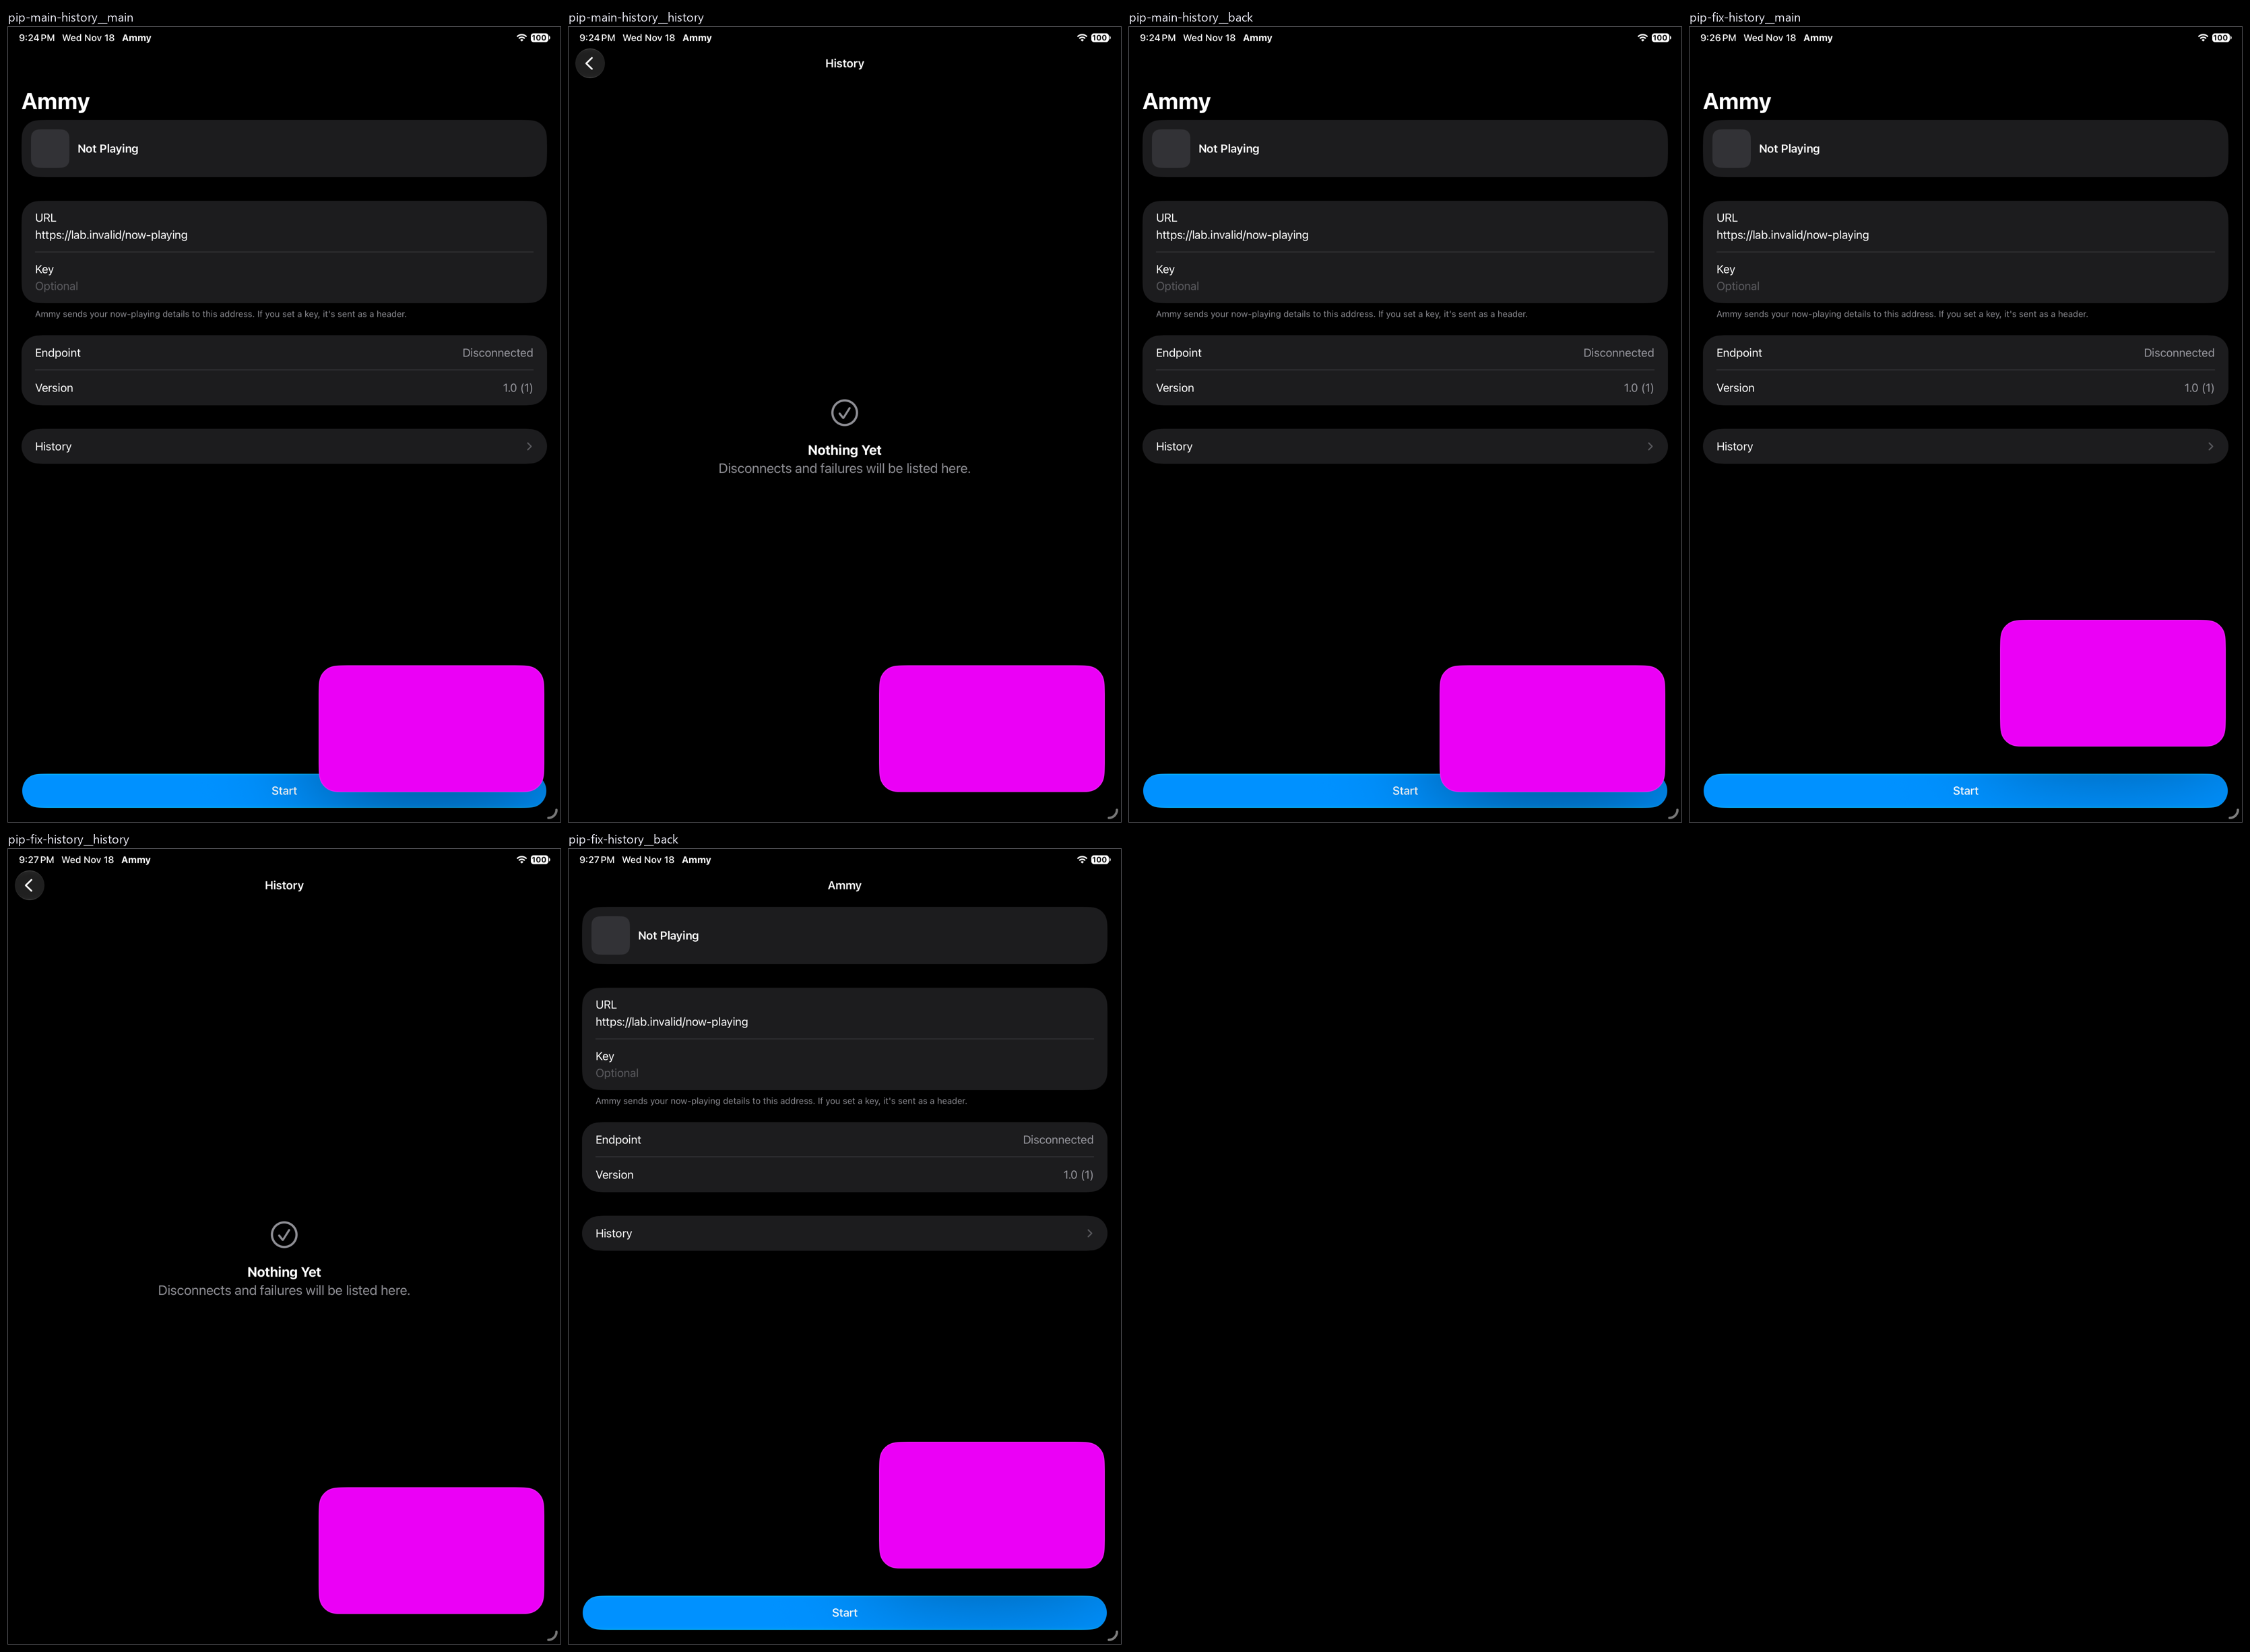 pip-main-history__main
9:24 PM Wed Nov 18 Ammy
100
Ammy
Not Playing
URL
https://lab.invalid/now-playing
Key
Optional
Ammy sends your now-playing details to this address. If you set a key, it's sent as a header.
Endpoint Disconnected
Version 1.0 (1)
History
Start
pip-main-history__history
9:24 PM Wed Nov 18 Ammy
100
History
Nothing Yet
Disconnects and failures will be listed here.
pip-main-history__back
9:24 PM Wed Nov 18 Ammy
100
Ammy
Not Playing
URL
https://lab.invalid/now-playing
Key
Optional
Ammy sends your now-playing details to this address. If you set a key, it's sent as a header.
Endpoint Disconnected
Version 1.0 (1)
History
Start
pip-fix-history__main
9:26 PM Wed Nov 18 Ammy
100
Ammy
Not Playing
URL
https://lab.invalid/now-playing
Key
Optional
Ammy sends your now-playing details to this address. If you set a key, it's sent as a header.
Endpoint Disconnected
Version 1.0 (1)
History
Start
pip-fix-history__history
9:27 PM Wed Nov 18 Ammy
100
History
Nothing Yet
Disconnects and failures will be listed here.
pip-fix-history__back
9:27 PM Wed Nov 18 Ammy
100
Ammy
Not Playing
URL
https://lab.invalid/now-playing
Key
Optional
Ammy sends your now-playing details to this address. If you set a key, it's sent as a header.
Endpoint Disconnected
Version 1.0 (1)
History
Start